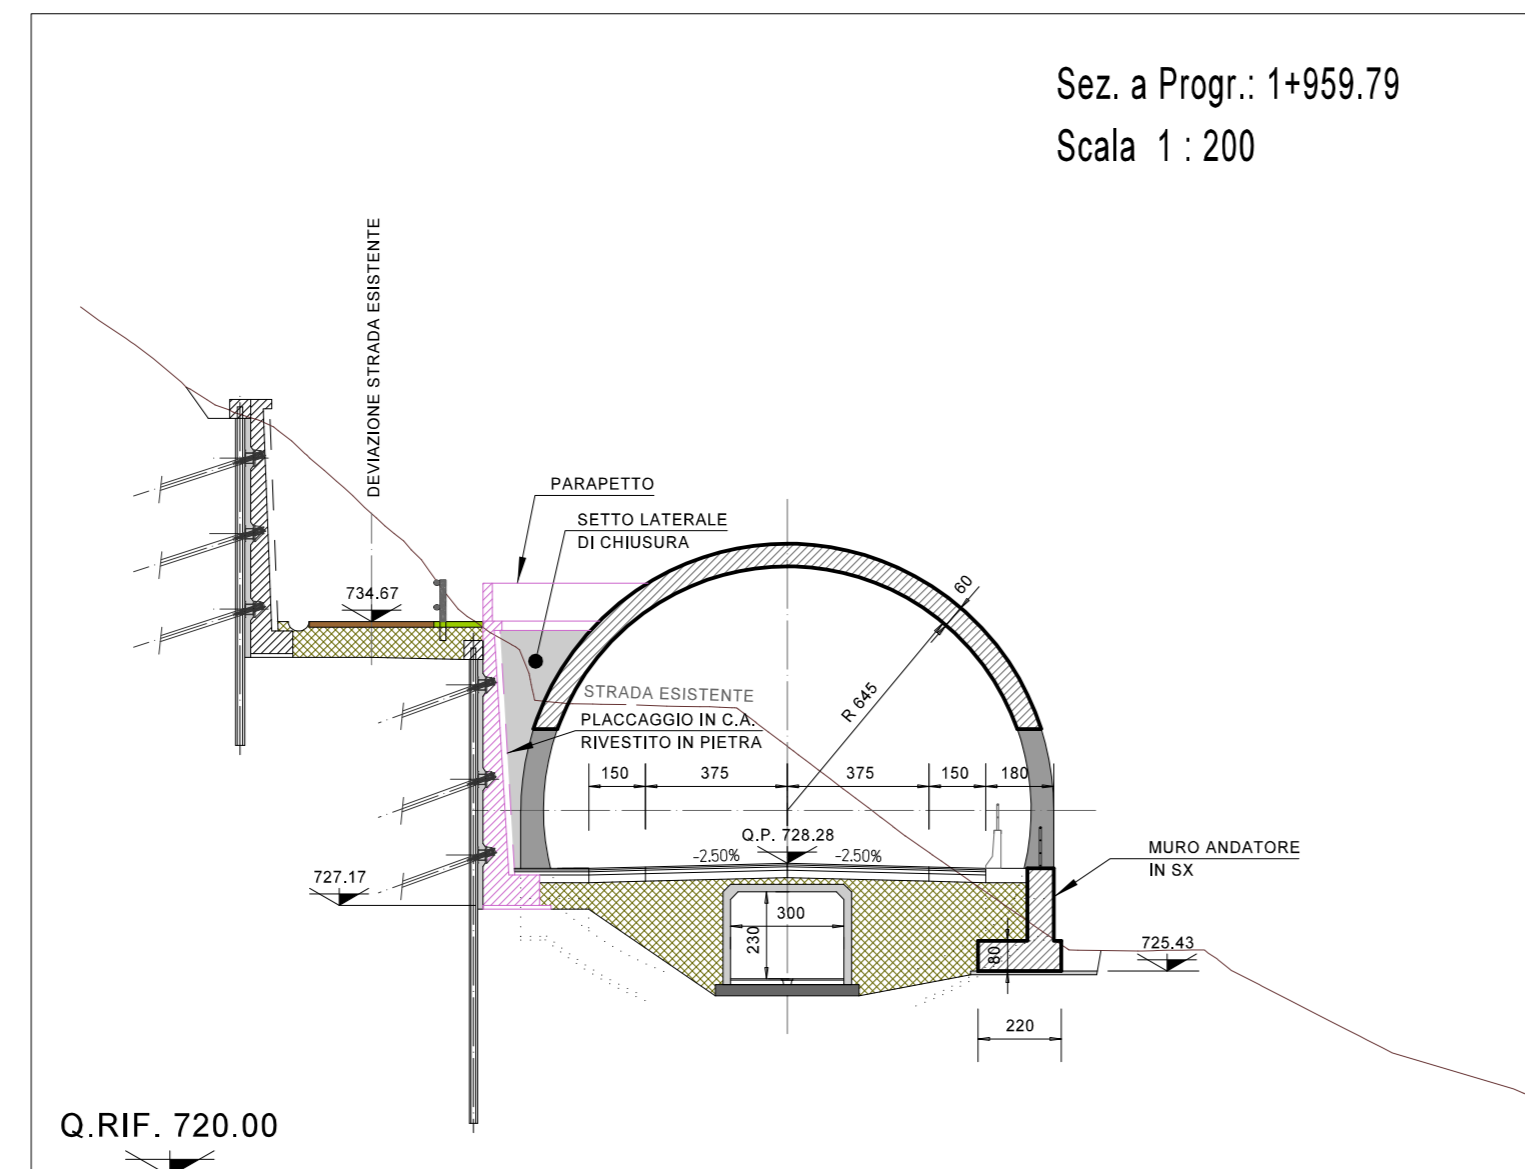 Sez. a Progr.: 1+959.79
Scala 1 : 200
DEVIAZIONE STRADA ESISTENTE
PARAPETTO
SETTO LATERALE
DI CHIUSURA
60
734.67
R 645
STRADA ESISTENTE
PLACCAGGIO IN C.A.
RIVESTITO IN PIETRA
150
375
375
150
180
Q.P. 728.28
-2.50%
-2.50%
MURO ANDATORE
IN SX
727.17
300
230
80
725.43
220
Q.RIF. 720.00